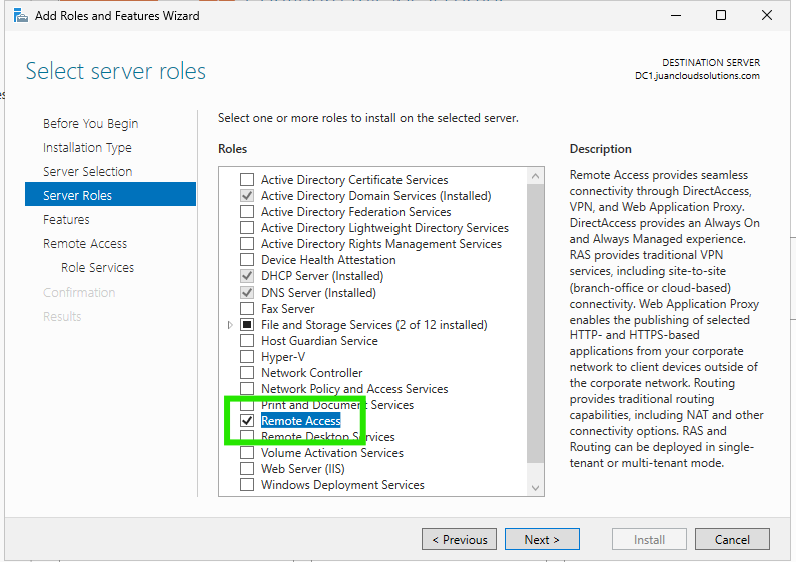 Add Roles and Features Wizard
Select server roles
DESTINATION SERVER
DC1.juancloudsolutions.com
Before You Begin
Installation Type
Server Selection
Server Roles
Features
Remote Access
Role Services
Confirmation
Results
Select one or more roles to install on the selected server.
Roles
Active Directory Certificate Services
Active Directory Domain Services (Installed)
Active Directory Federation Services
Active Directory Lightweight Directory Services
Active Directory Rights Management Services
Device Health Attestation
DHCP Server (Installed)
DNS Server (Installed)
Fax Server
File and Storage Services (2 of 12 installed)
Host Guardian Service
Hyper-V
Network Controller
Network Policy and Access Services
Print and Document Services
Remote Access
Remote Desktop Services
Volume Activation Services
Web Server (IIS)
Windows Deployment Services
Description
Remote Access provides seamless
connectivity through DirectAccess,
VPN, and Web Application Proxy.
DirectAccess provides an Always On
and Always Managed experience.
RAS provides traditional VPN
services, including site-to-site
(branch-office or cloud-based)
connectivity. Web Application Proxy
enables the publishing of selected
HTTP- and HTTPS-based
applications from your corporate
network to client devices outside of
the corporate network. Routing
provides traditional routing
capabilities, including NAT and other
connectivity options. RAS and
Routing can be deployed in single-
tenant or multi-tenant mode.
< Previous
Next >
Install
Cancel